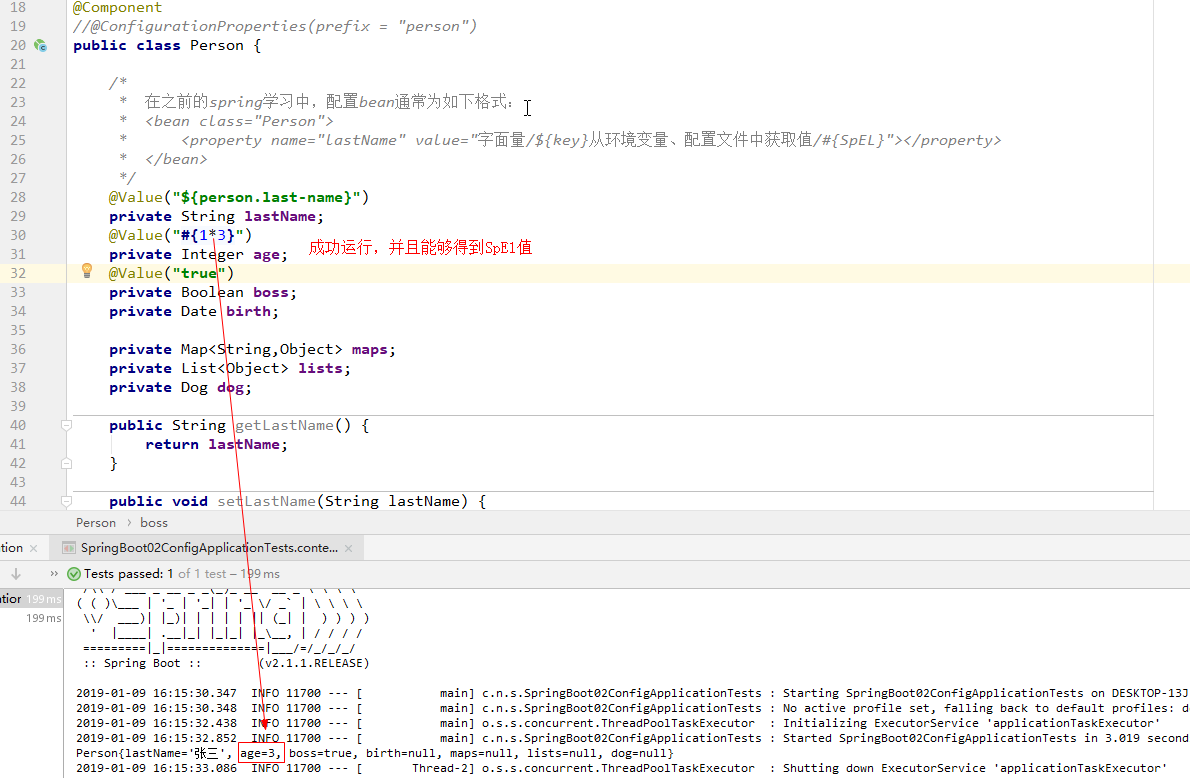 18 @Component
19 //@ConfigurationProperties(prefix = "person")
20 public class Person {
21
22 /*
23 * 在之前的spring学习中，配置bean通常为如下格式：
24 * <bean class="Person">
25 * <property name="lastName" value="字面量/${key}从环境变量、配置文件中获取值/#{SpEL}"></property>
26 * </bean>
27 */
28 @Value("${person.last-name}")
29 private String lastName;
30 @Value("#{1*3}")
31 private Integer age; 成功运行，并且能够得到SpEl值
32 @Value("true")
33 private Boolean boss;
34 private Date birth;
35
36 private Map<String,Object> maps;
37 private List<Object> lists;
38 private Dog dog;
39
40 public String getLastName() {
41 return lastName;
42 }
43
44 public void setLastName(String lastName) {
Person › boss
tion × SpringBoot02ConfigApplicationTests.conte... ×
›› Tests passed: 1 of 1 test – 199 ms
ation 199 ms
199 ms
:: Spring Boot :: (v2.1.1.RELEASE)
2019-01-09 16:15:30.347 INFO 11700 --- [ main] c.n.s.SpringBoot02ConfigApplicationTests : Starting SpringBoot02ConfigApplicationTests on DESKTOP-13J
2019-01-09 16:15:30.348 INFO 11700 --- [ main] c.n.s.SpringBoot02ConfigApplicationTests : No active profile set, falling back to default profiles: d
2019-01-09 16:15:32.438 INFO 11700 --- [ main] o.s.s.concurrent.ThreadPoolTaskExecutor : Initializing ExecutorService 'applicationTaskExecutor'
2019-01-09 16:15:32.852 INFO 11700 --- [ main] c.n.s.SpringBoot02ConfigApplicationTests : Started SpringBoot02ConfigApplicationTests in 3.019 second
Person{lastName='张三', age=3, boss=true, birth=null, maps=null, lists=null, dog=null}
2019-01-09 16:15:33.086 INFO 11700 --- [ Thread-2] o.s.s.concurrent.ThreadPoolTaskExecutor : Shutting down ExecutorService 'applicationTaskExecutor'